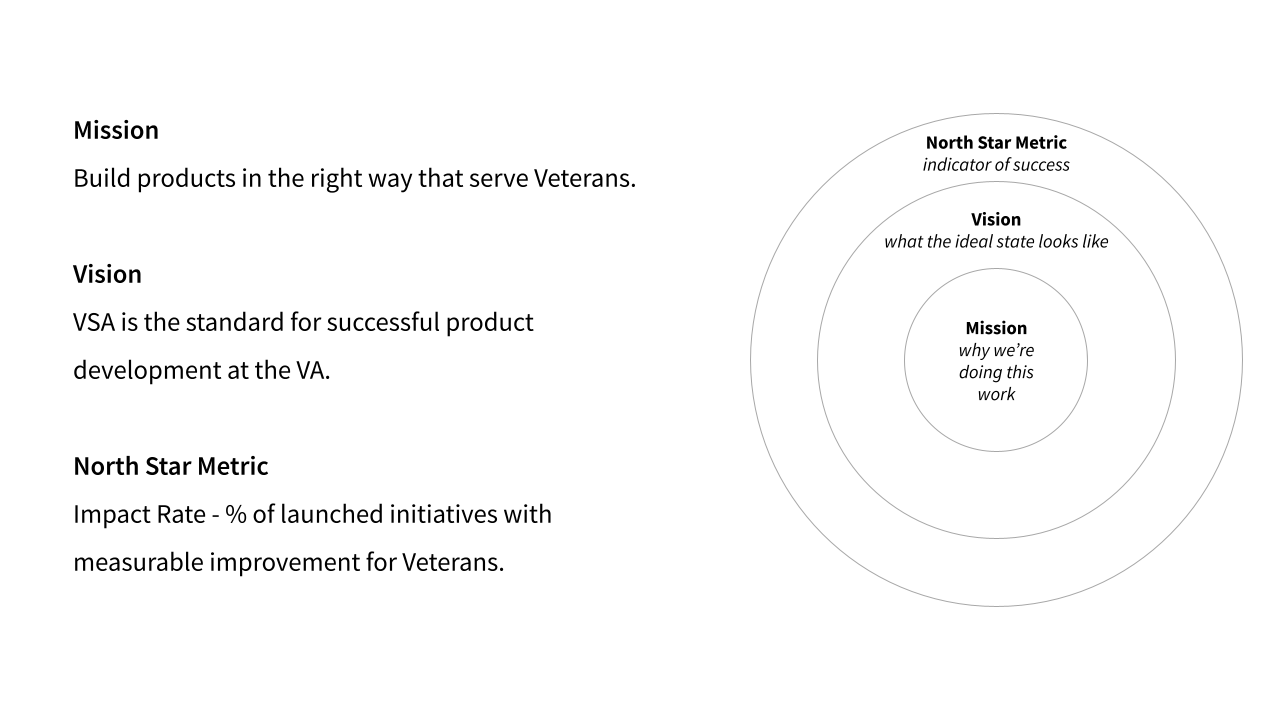 Mission
Build products in the right way that serve Veterans.
Vision
VSA is the standard for successful product
development at the VA.
North Star Metric
Impact Rate - % of launched initiatives with
measurable improvement for Veterans.
North Star Metric
indicator of success
Vision
what the ideal state looks like
Mission
why we’re
doing this
work